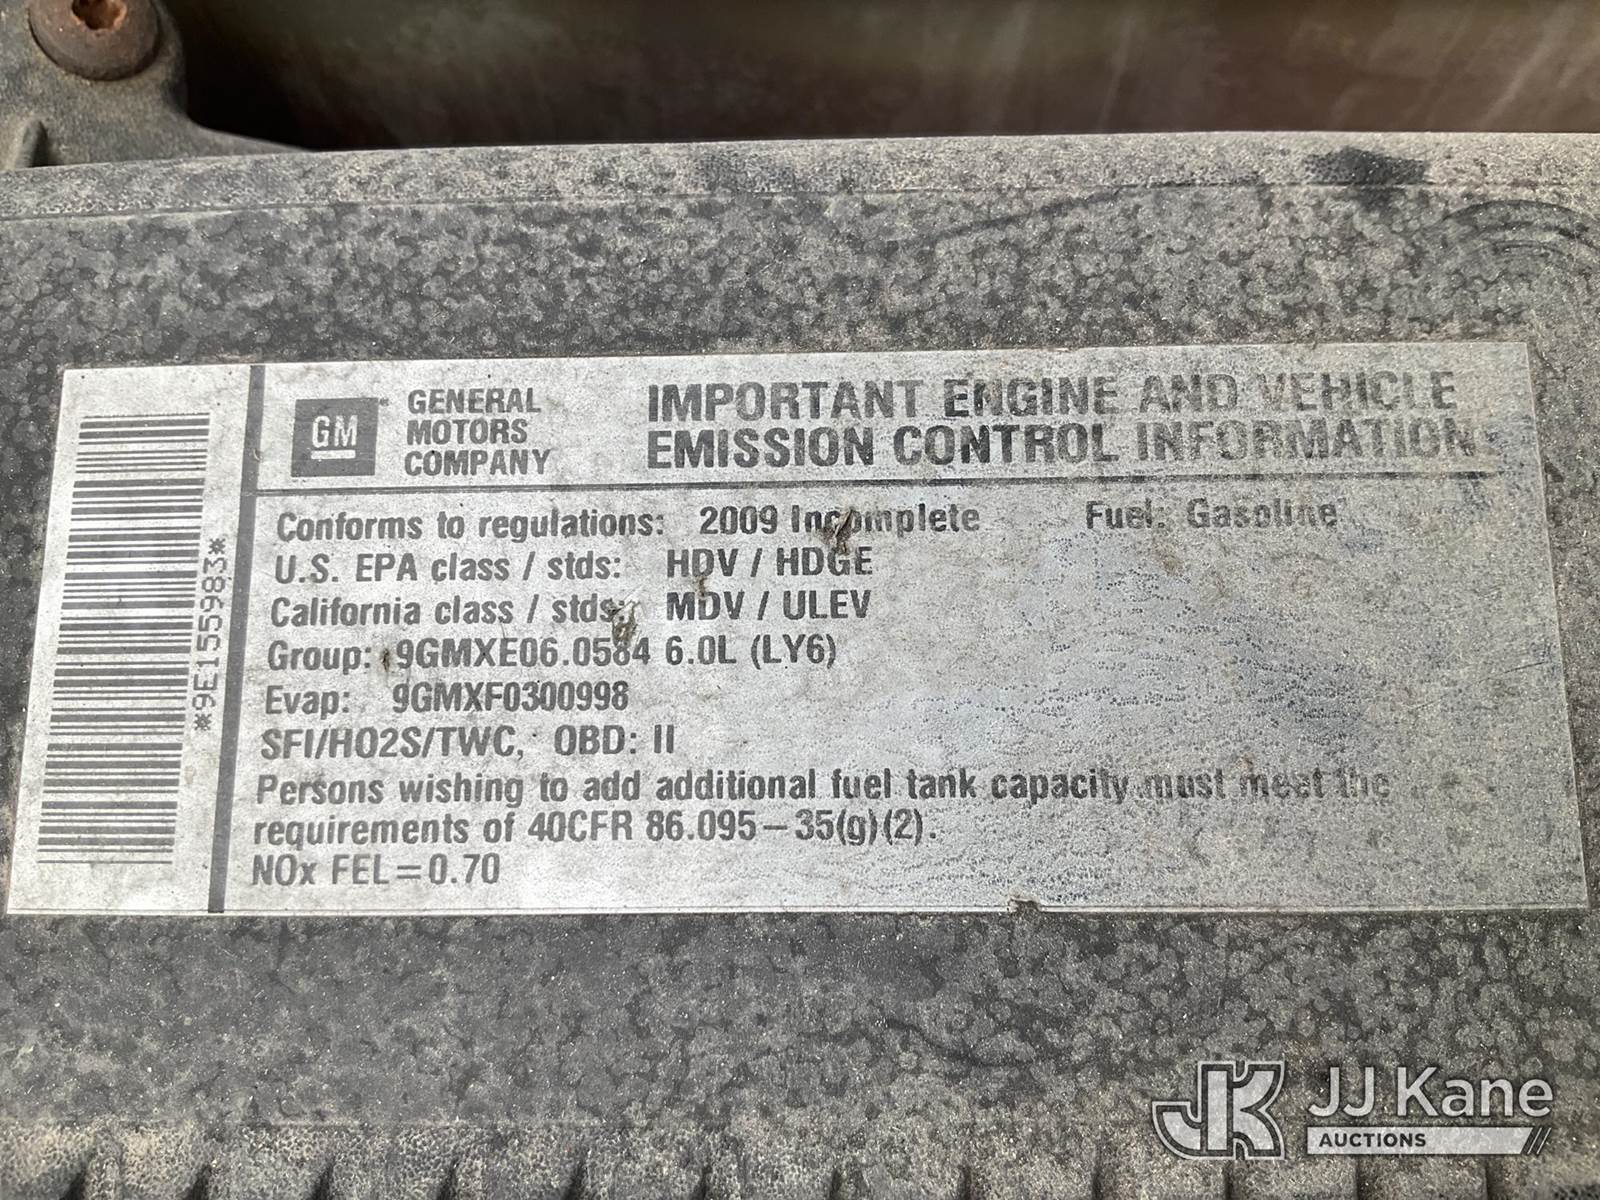 GM
GENERAL
MOTORS
COMPANY
IMPORTANT ENGINE AND VEHICLE
EMISSION CONTROL INFORMATION
*9E155983*
Conforms to regulations: 2009 Incomplete Fuel: Gasoline
U.S. EPA class / stds: HDV / HDGE
California class / stds: MDV / ULEV
Group: 9GMXE06.0584 6.0L (LY6)
Evap: 9GMXF0300998
SFI/HO2S/TWC, OBD: II
Persons wishing to add additional fuel tank capacity must meet the
requirements of 40CFR 86.095-35(g)(2).
NOx FEL=0.70
JK JJ Kane
AUCTIONS